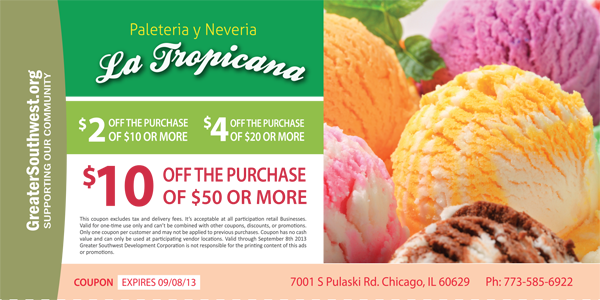 GreaterSouthwest.org
SUPPORTING OUR COMMUNITY
Paleteria y Neveria
La Tropicana
$2 OFF THE PURCHASE
OF $10 OR MORE
$4 OFF THE PURCHASE
OF $20 OR MORE
$10 OFF THE PURCHASE
OF $50 OR MORE
This coupon excludes tax and delivery fees. It's acceptable at all participation retail Businesses.
Valid for one-time use only and can't be combined with other coupons, discounts, or promotions.
Only one coupon per customer and may not be applied to previous purchases. Coupon has no cash
value and can only be used at participating vendor locations. Valid through September 8th 2013
Greater Southwest Development Corporation is not responsible for the printing content of this ads
or promotions.
COUPON EXPIRES 09/08/13
7001 S Pulaski Rd. Chicago, IL 60629 Ph: 773-585-6922